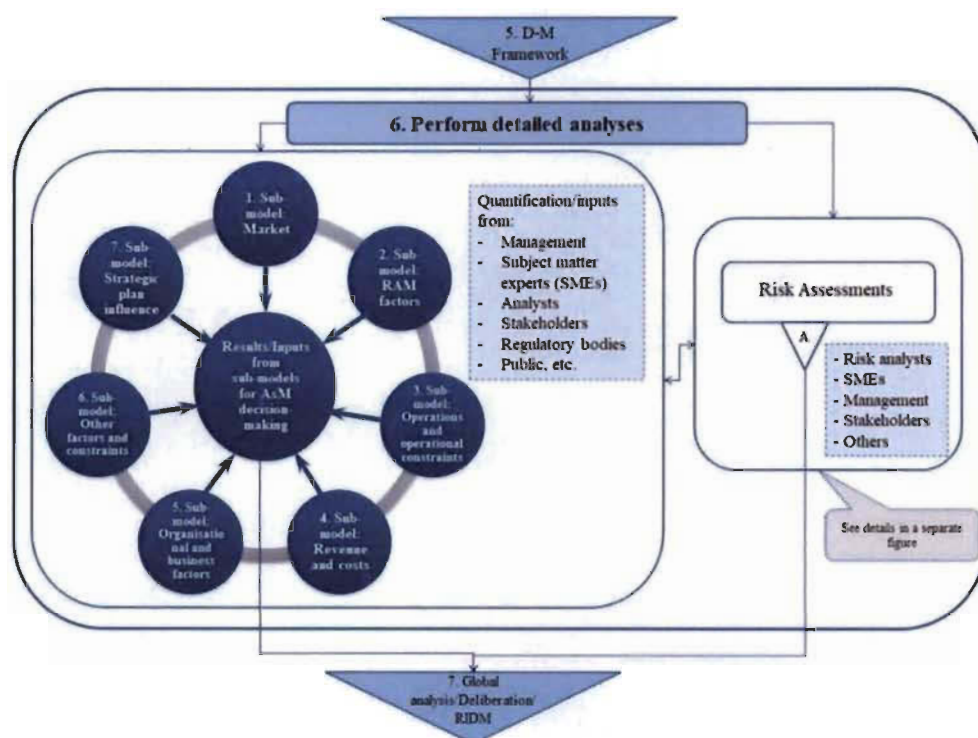 5. D-M
Framework
6. Perform detailed analyses
1. Sub-
model:
Market
2. Sub-
model:
RAM
factors
3. Sub-
model:
Operations
and
operational
constraints
4. Sub-
model:
Revenue
and costs
5. Sub-
model:
Organisatio
nal and
business
factors
6. Sub-
model:
Other
factors and
constraints
7. Sub-
model:
Strategic
plan
influence
Results/Inputs
from
sub-models
for AsM
decision-
making
Quantification/inputs
from:
- Management
- Subject matter
experts (SMEs)
- Analysts
- Stakeholders
- Regulatory bodies
- Public, etc.
Risk Assessments
A
- Risk analysts
- SMEs
- Management
- Stakeholders
- Others
See details in a separate
figure
7. Global
analysis/Deliberation/
RIDM